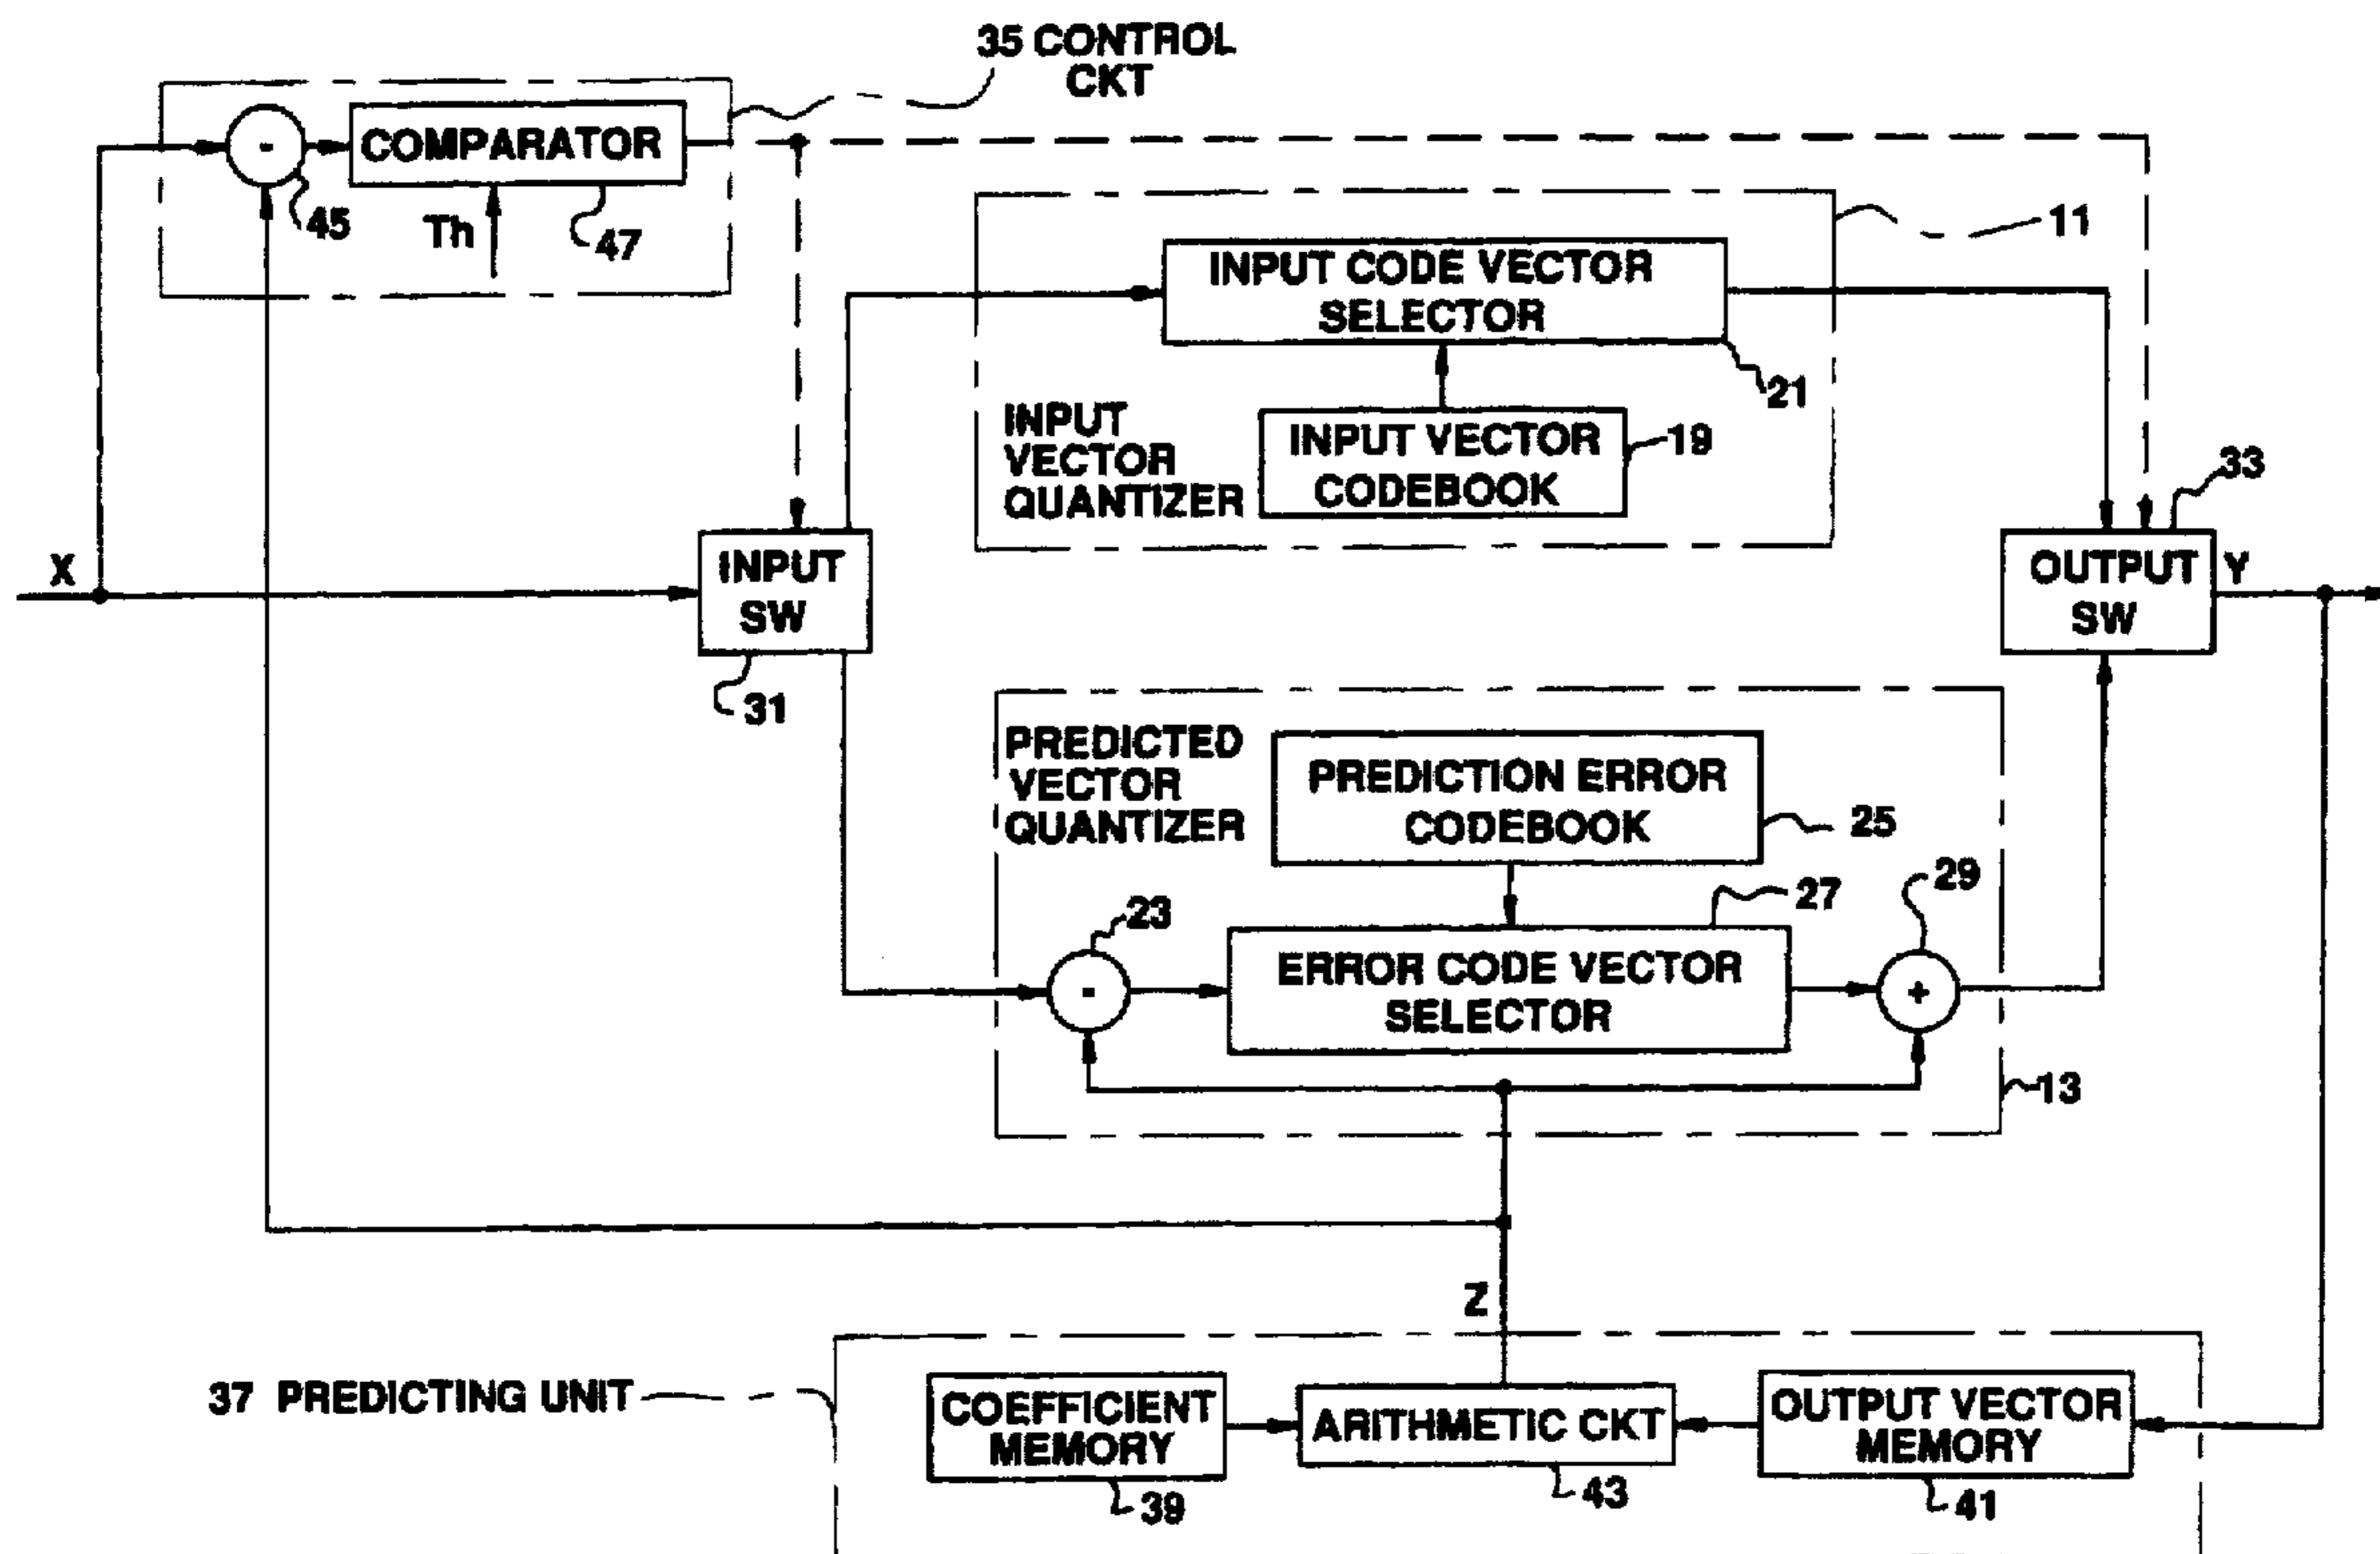 35 CONTROL
CKT
COMPARATOR
-
45
Th
47
11
INPUT CODE VECTOR
SELECTOR
21
INPUT
VECTOR
QUANTIZER
INPUT VECTOR
CODEBOOK
19
33
X
INPUT
SW
31
OUTPUT
SW
Y
PREDICTED
VECTOR
QUANTIZER
PREDICTION ERROR
CODEBOOK
25
23
27
29
-
ERROR CODE VECTOR
SELECTOR
+
13
Z
37 PREDICTING UNIT
COEFFICIENT
MEMORY
39
ARITHMETIC CKT
43
OUTPUT VECTOR
MEMORY
41